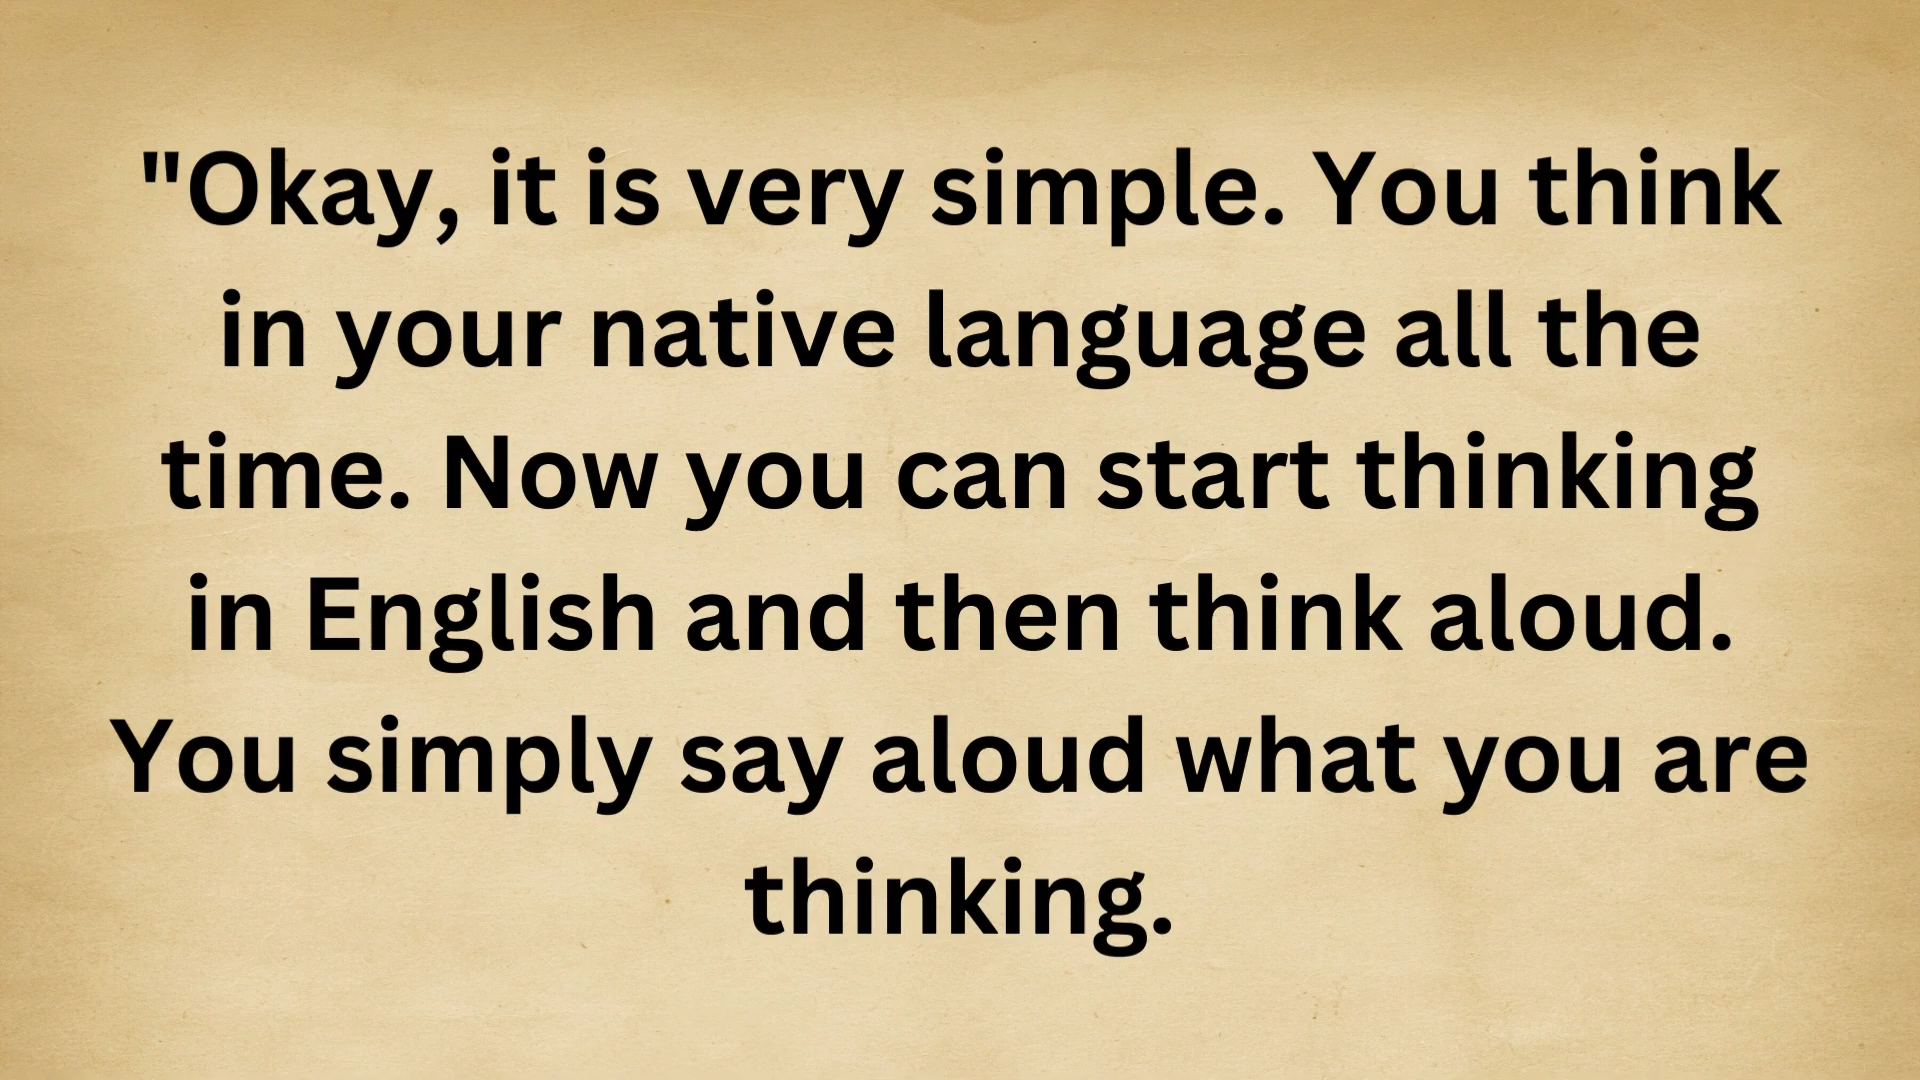 "Okay, it is very simple. You think
in your native language all the
time. Now you can start thinking
in English and then think aloud.
You simply say aloud what you are
thinking.